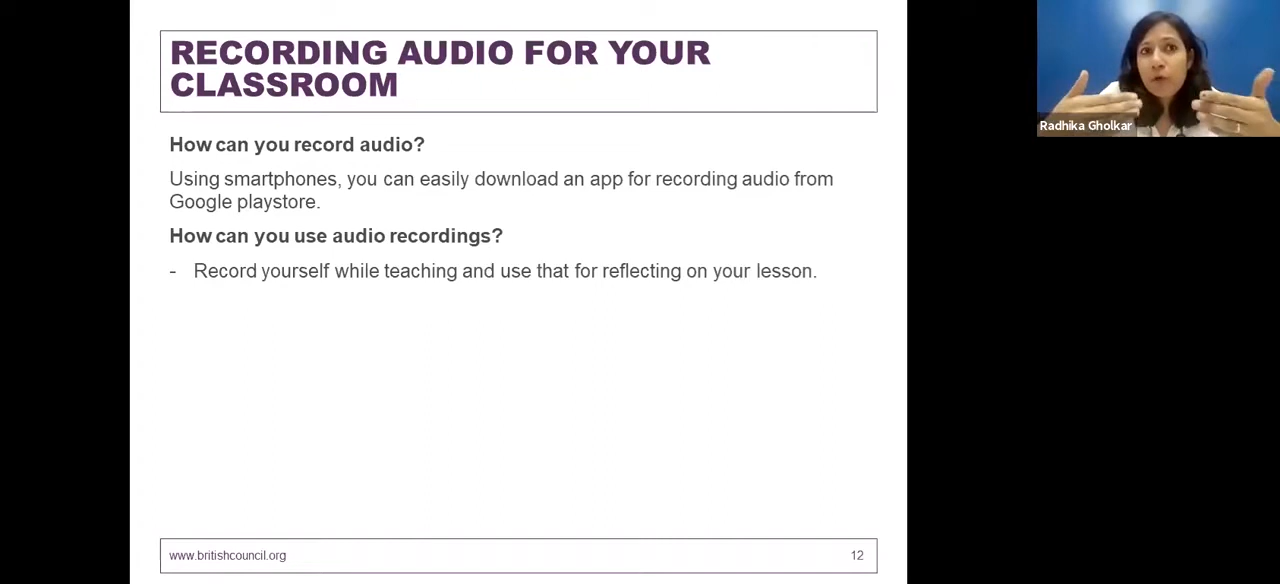 RECORDING AUDIO FOR YOUR
CLASSROOM
How can you record audio?
Using smartphones, you can easily download an app for recording audio from
Google playstore.
How can you use audio recordings?
- Record yourself while teaching and use that for reflecting on your lesson.
www.britishcouncil.org
12
Radhika Gholkar